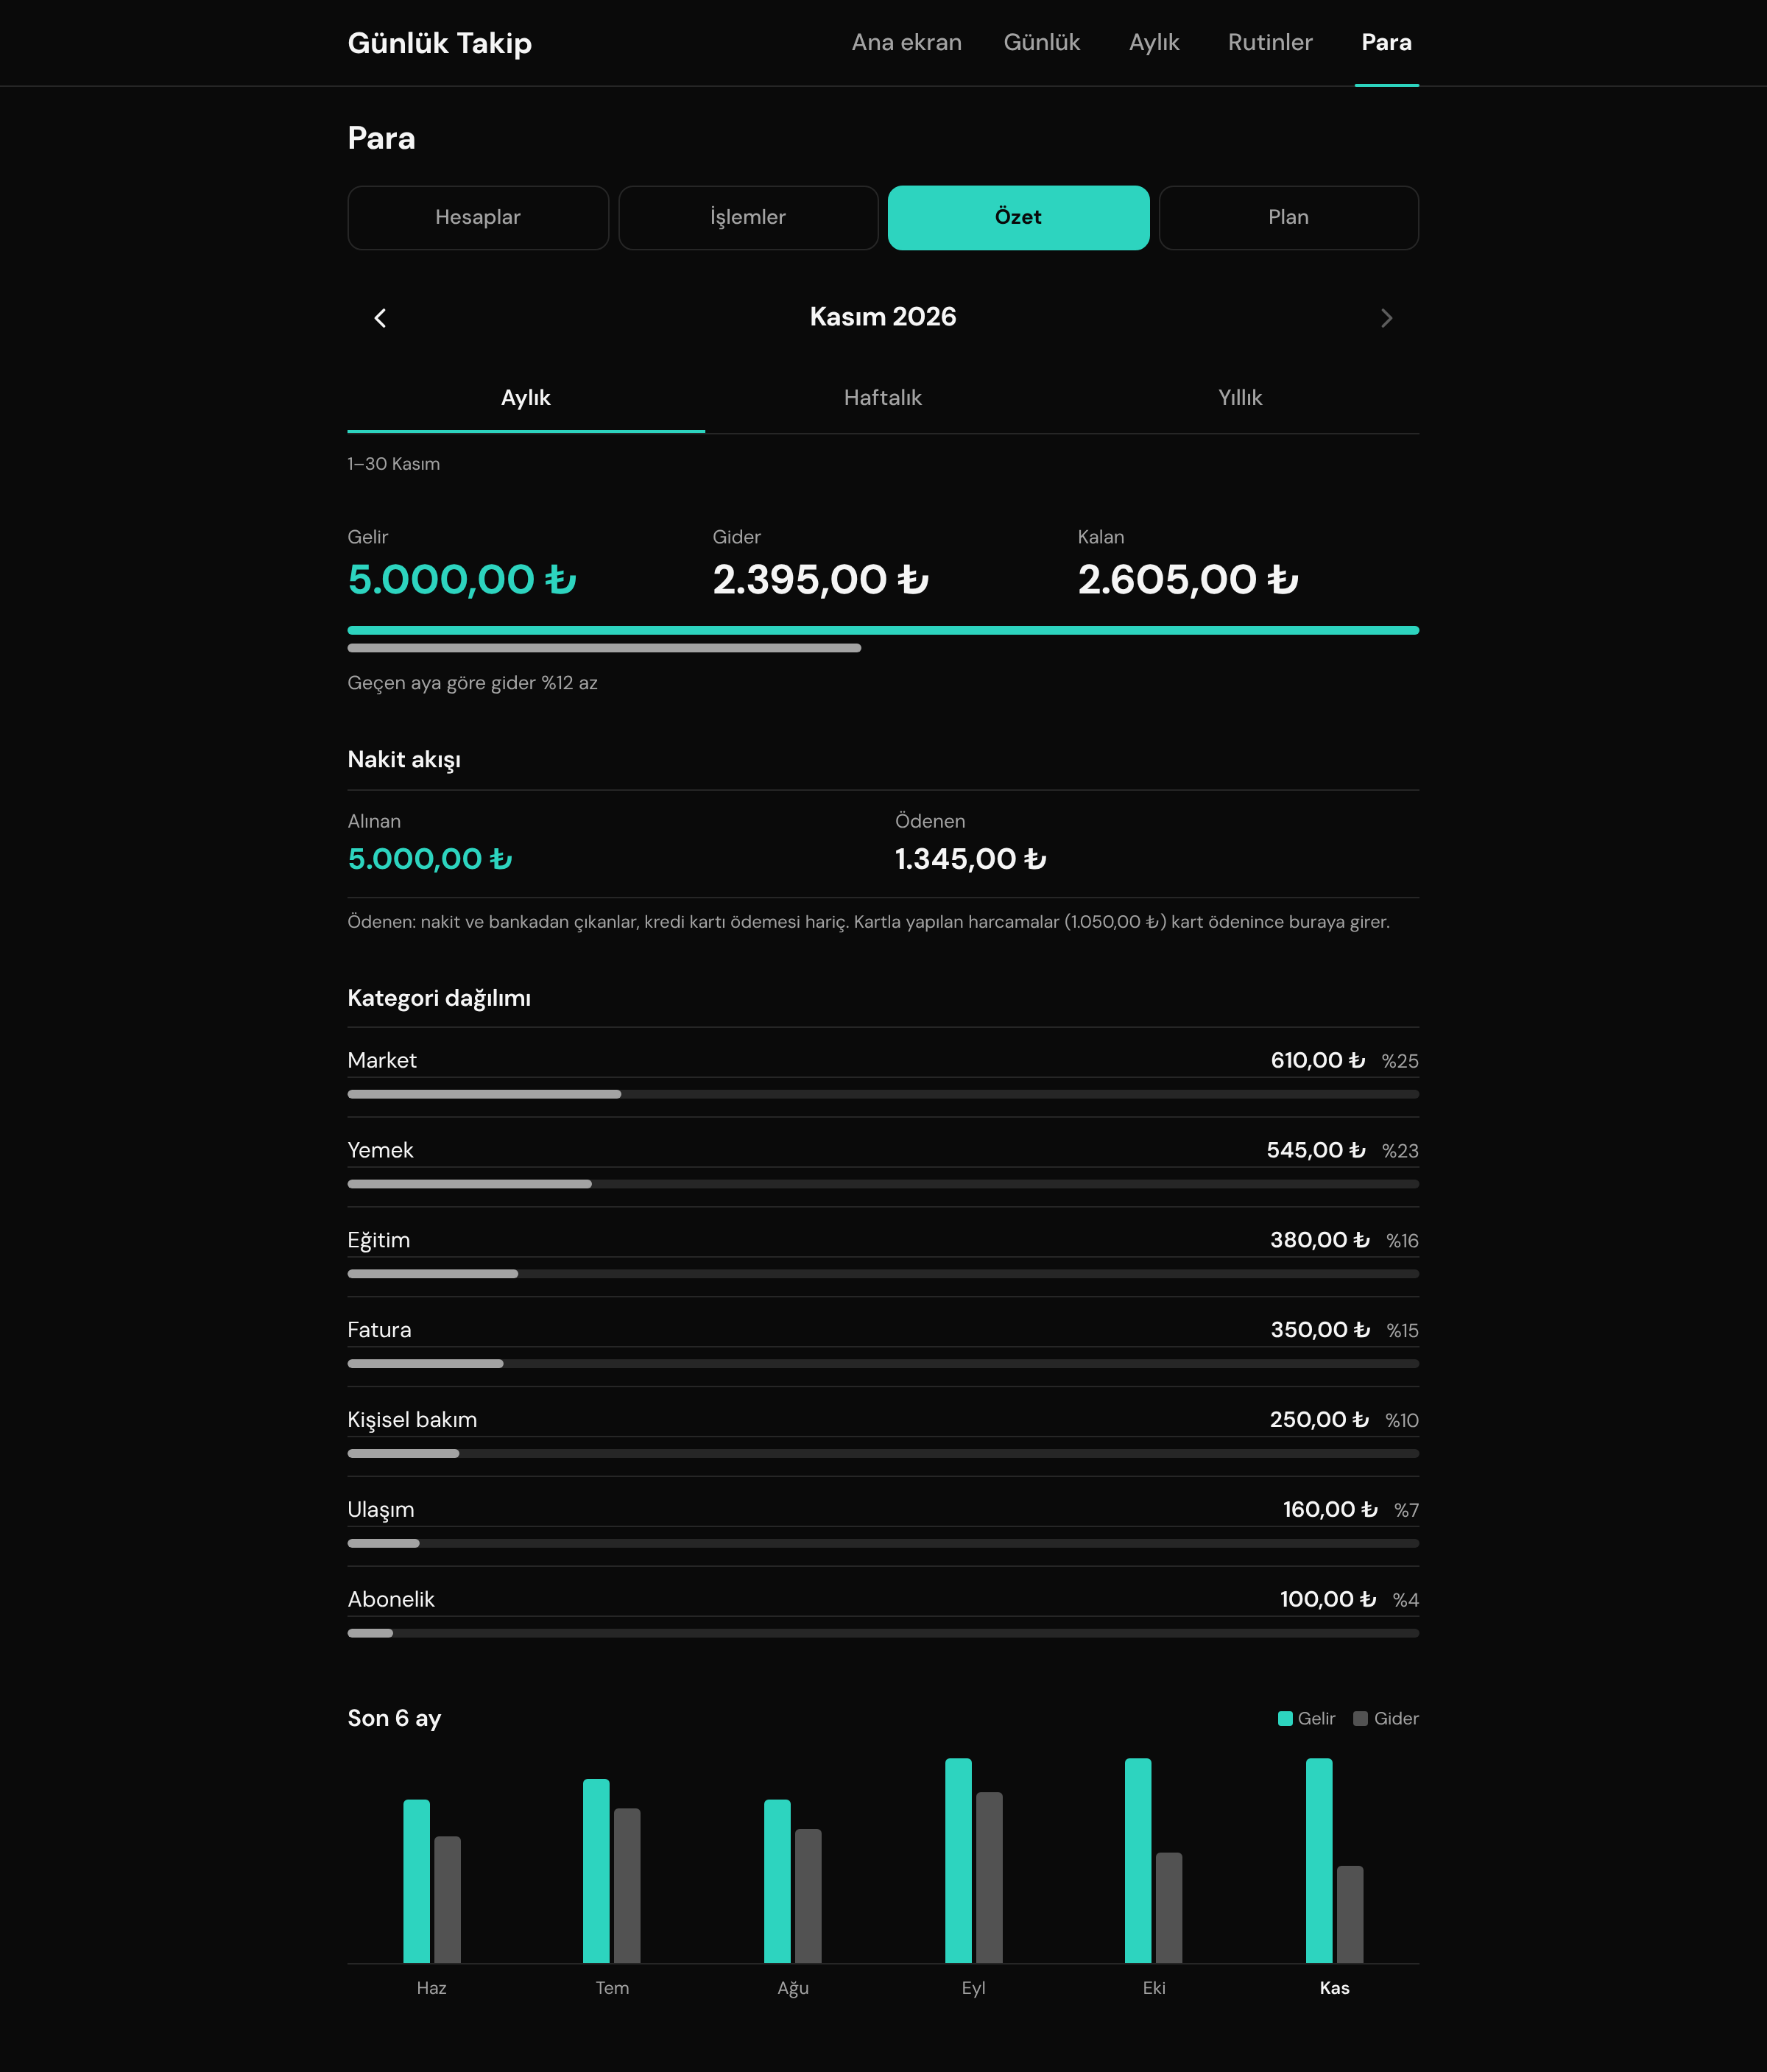 Günlük Takip Ana ekran Günlük Aylık Rutinler Para
Para
Hesaplar İşlemler Özet Plan
Kasım 2026
Aylık Haftalık Yıllık
1–30 Kasım
Gelir Gider Kalan
5.000,00 ₺ 2.395,00 ₺ 2.605,00 ₺
Geçen aya göre gider %12 az
Nakit akışı
Alınan Ödenen
5.000,00 ₺ 1.345,00 ₺
Ödenen: nakit ve bankadan çıkanlar, kredi kartı ödemesi hariç. Kartla yapılan harcamalar (1.050,00 ₺) kart ödenince buraya girer.
Kategori dağılımı
Market 610,00 ₺ %25
Yemek 545,00 ₺ %23
Eğitim 380,00 ₺ %16
Fatura 350,00 ₺ %15
Kişisel bakım 250,00 ₺ %10
Ulaşım 160,00 ₺ %7
Abonelik 100,00 ₺ %4
Son 6 ay Gelir Gider
Haz Tem Ağu Eyl Eki Kas